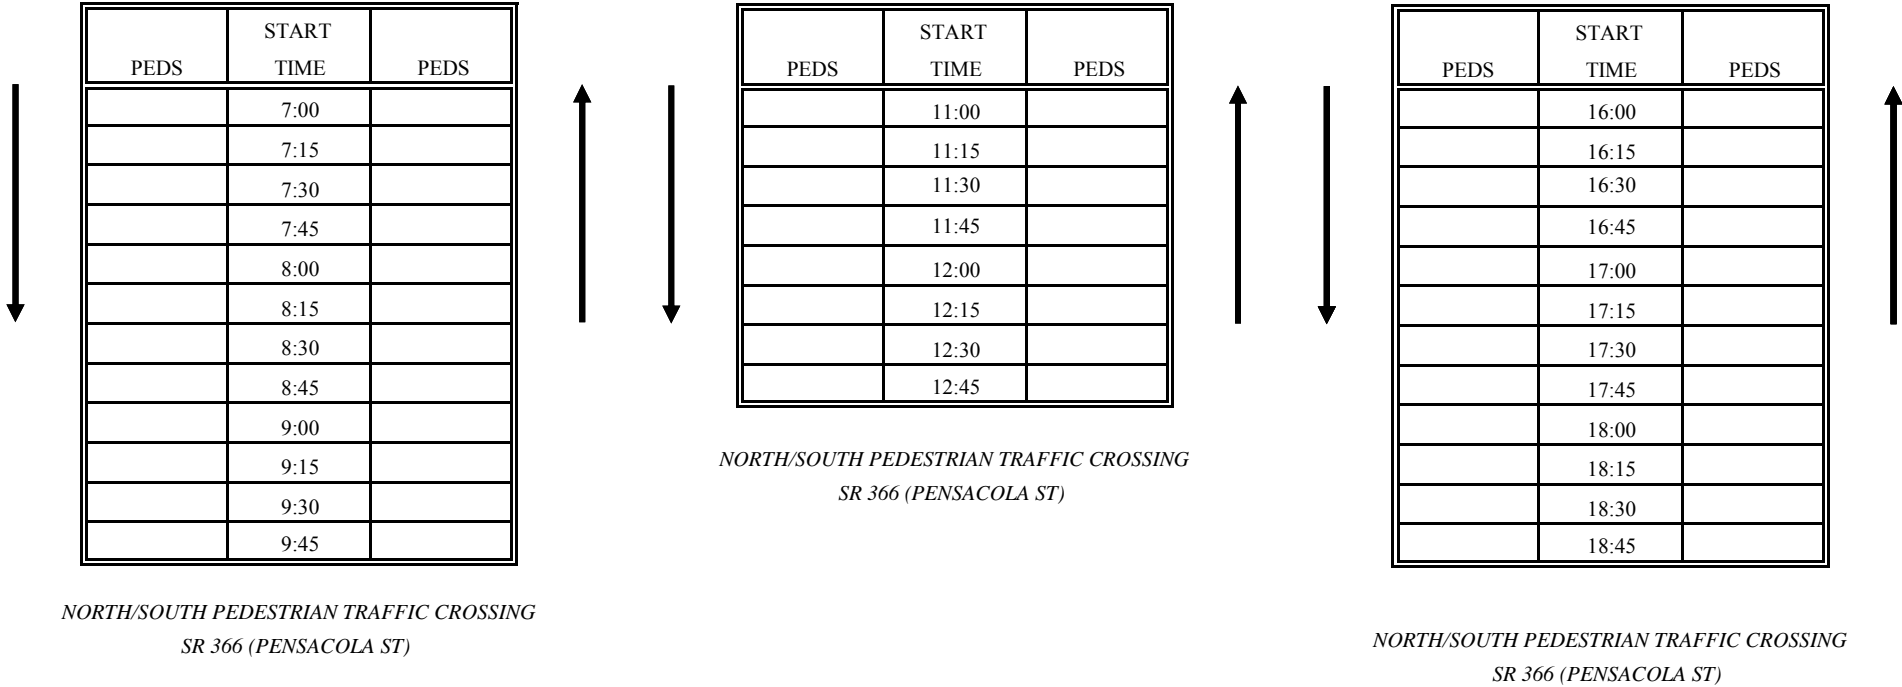 START
PEDS TIME PEDS
7:00
7:15
7:30
7:45
8:00
8:15
8:30
8:45
9:00
9:15
9:30
9:45
NORTH/SOUTH PEDESTRIAN TRAFFIC CROSSING
SR 366 (PENSACOLA ST)
START
PEDS TIME PEDS
11:00
11:15
11:30
11:45
12:00
12:15
12:30
12:45
NORTH/SOUTH PEDESTRIAN TRAFFIC CROSSING
SR 366 (PENSACOLA ST)
START
PEDS TIME PEDS
16:00
16:15
16:30
16:45
17:00
17:15
17:30
17:45
18:00
18:15
18:30
18:45
NORTH/SOUTH PEDESTRIAN TRAFFIC CROSSING
SR 366 (PENSACOLA ST)